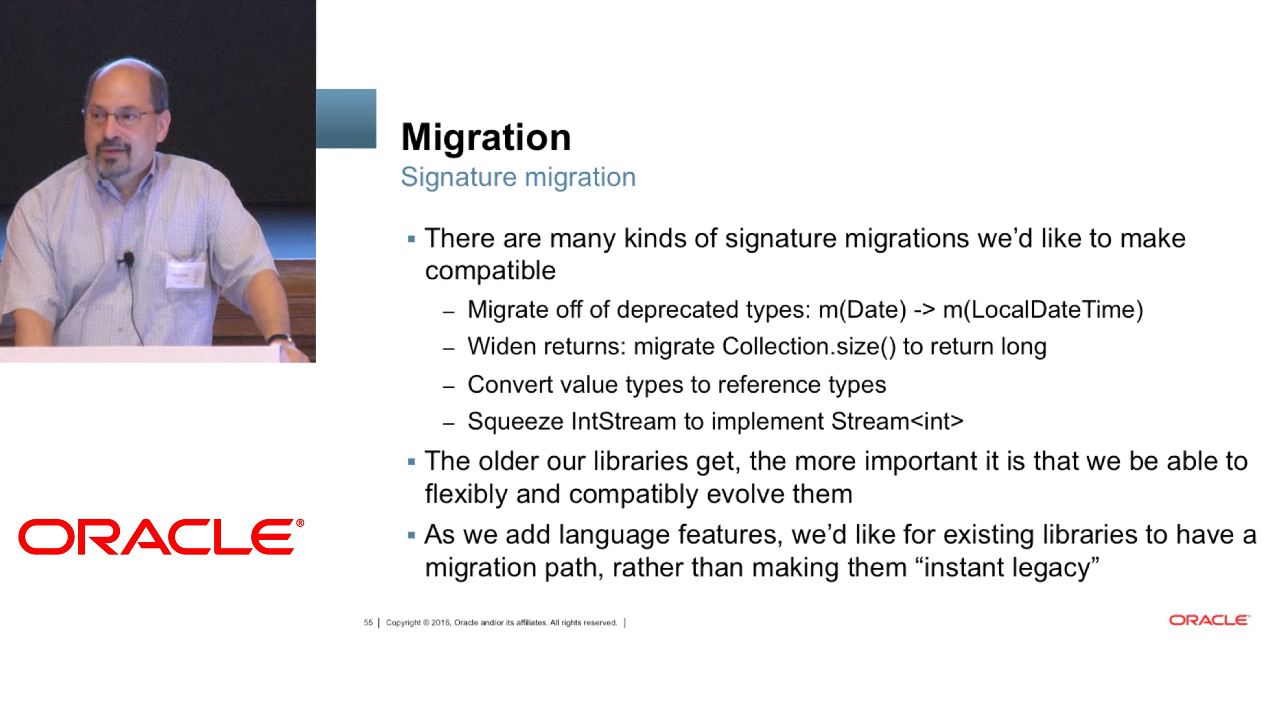 Migration
Signature migration
▪ There are many kinds of signature migrations we’d like to make
compatible
– Migrate off of deprecated types: m(Date) -> m(LocalDateTime)
– Widen returns: migrate Collection.size() to return long
– Convert value types to reference types
– Squeeze IntStream to implement Stream<int>
▪ The older our libraries get, the more important it is that we be able to
flexibly and compatibly evolve them
▪ As we add language features, we’d like for existing libraries to have a
migration path, rather than making them “instant legacy”
ORACLE®
55 | Copyright © 2016, Oracle and/or its affiliates. All rights reserved. |
ORACLE®